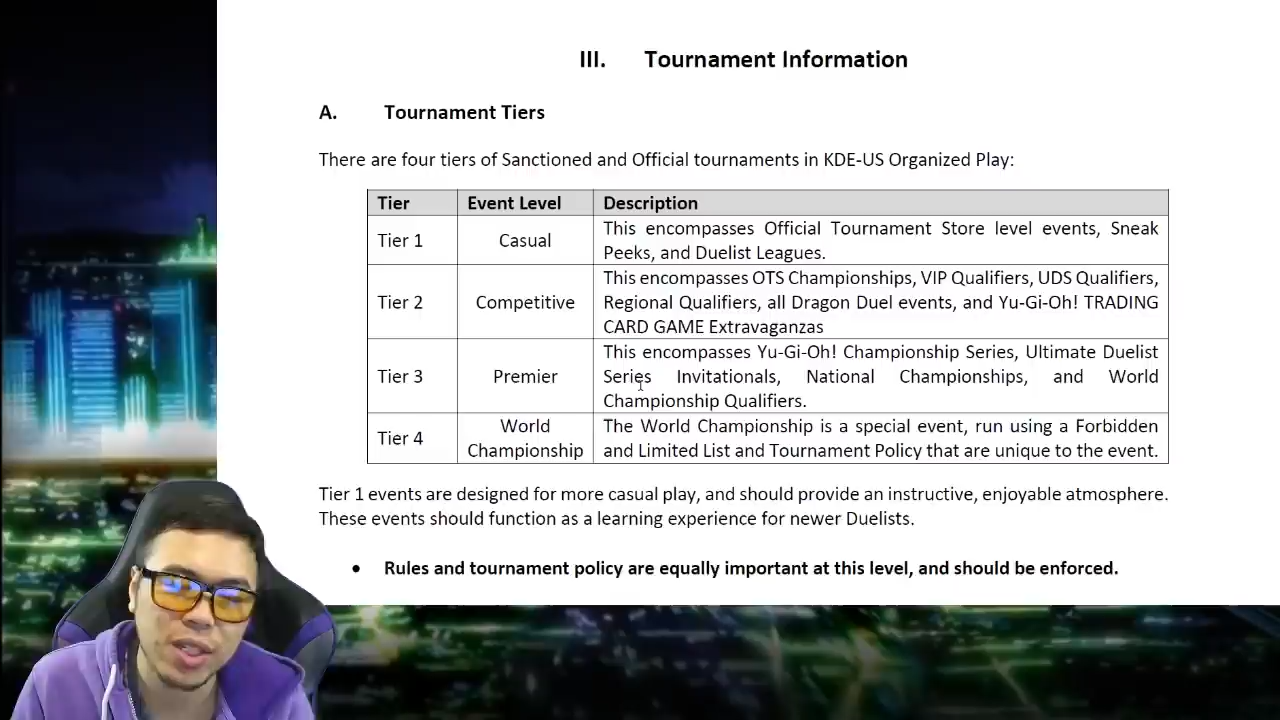 III. Tournament Information
A. Tournament Tiers
There are four tiers of Sanctioned and Official tournaments in KDE-US Organized Play:
Tier Event Level Description
Tier 1 Casual This encompasses Official Tournament Store level events, Sneak
Peeks, and Duelist Leagues.
Tier 2 Competitive This encompasses OTS Championships, VIP Qualifiers, UDS Qualifiers,
Regional Qualifiers, all Dragon Duel events, and Yu-Gi-Oh! TRADING
CARD GAME Extravaganzas
Tier 3 Premier This encompasses Yu-Gi-Oh! Championship Series, Ultimate Duelist
Series Invitationals, National Championships, and World
Championship Qualifiers.
Tier 4 World Championship The World Championship is a special event, run using a Forbidden
and Limited List and Tournament Policy that are unique to the event.
Tier 1 events are designed for more casual play, and should provide an instructive, enjoyable atmosphere.
These events should function as a learning experience for newer Duelists.
• Rules and tournament policy are equally important at this level, and should be enforced.